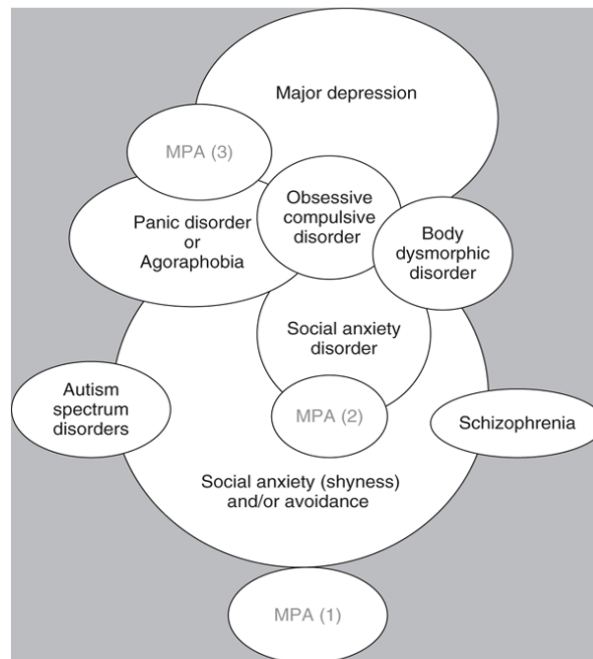 Major depression
MPA (3)
Obsessive
compulsive
disorder
Panic disorder
or
Agoraphobia
Body
dysmorphic
disorder
Social anxiety
disorder
Autism
spectrum
disorders
MPA (2)
Schizophrenia
Social anxiety (shyness)
and/or avoidance
MPA (1)